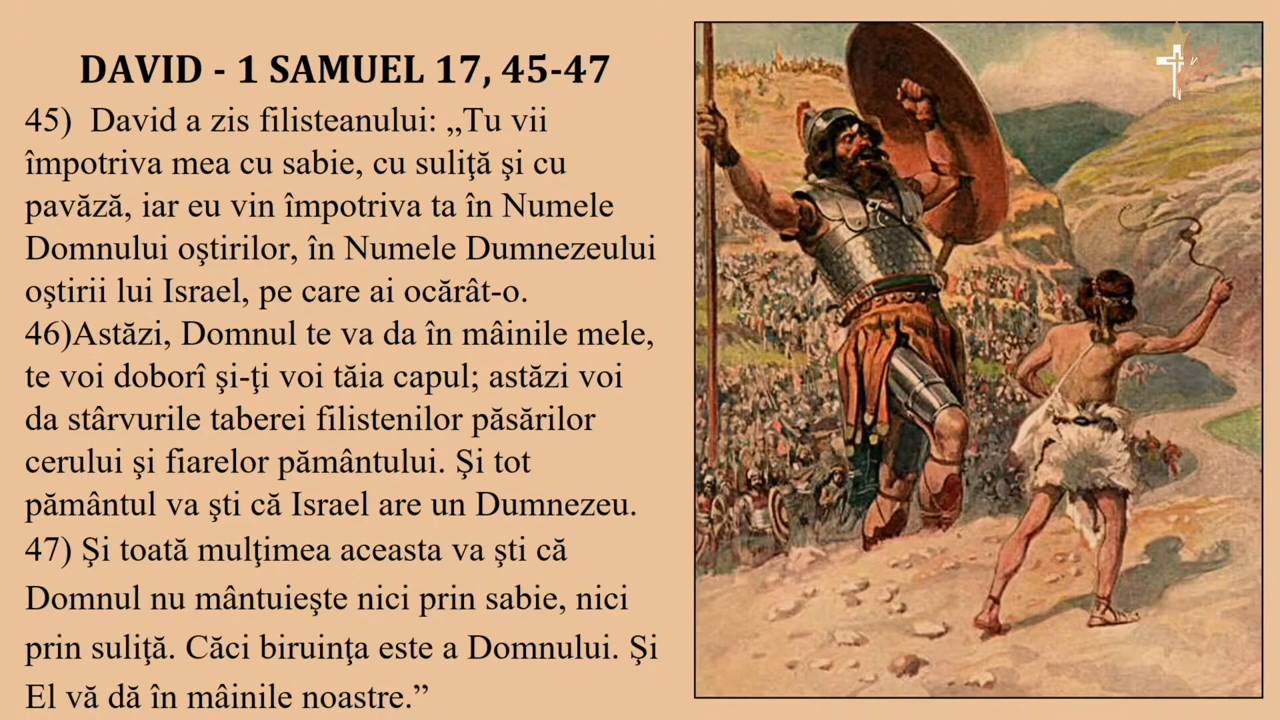 DAVID - 1 SAMUEL 17, 45-47
45)  David a zis filisteanului: „Tu vii
împotriva mea cu sabie, cu suliţă şi cu
pavăză, iar eu vin împotriva ta în Numele
Domnului oştirilor, în Numele Dumnezeului
oştirii lui Israel, pe care ai ocărât-o.
46)Astăzi, Domnul te va da în mâinile mele,
te voi doborî şi-ţi voi tăia capul; astăzi voi
da stârvurile taberei filistenilor păsărilor
cerului şi fiarelor pământului. Şi tot
pământul va şti că Israel are un Dumnezeu.
47) Şi toată mulţimea aceasta va şti că
Domnul nu mântuieşte nici prin sabie, nici
prin suliţă. Căci biruinţa este a Domnului. Şi
El vă dă în mâinile noastre.”